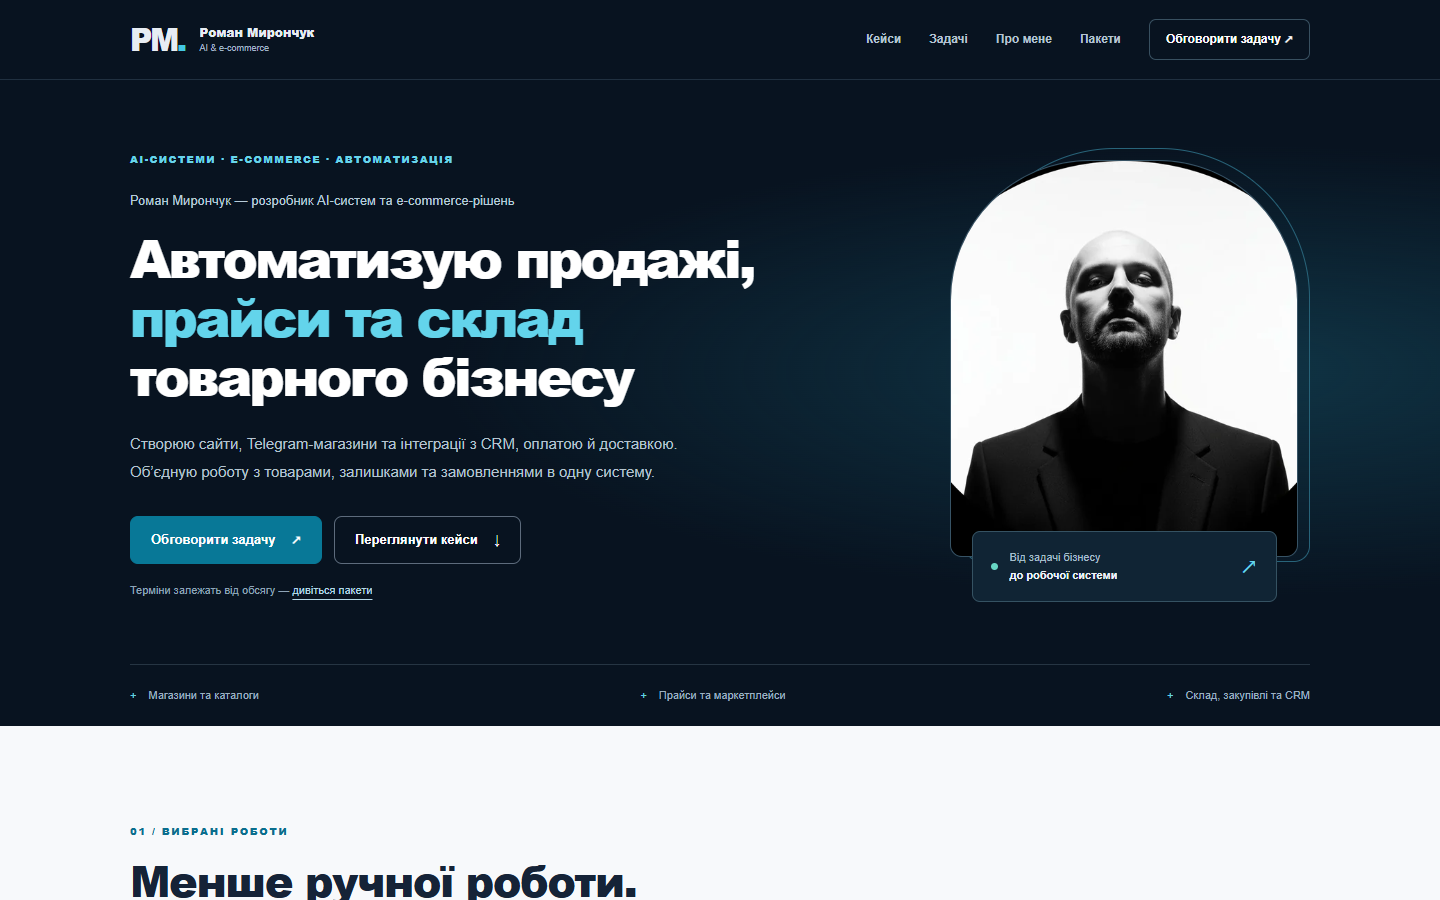 РМ.
Роман Мирончук
AI & e-commerce
Кейси
Задачі
Про мене
Пакети
Обговорити задачу ↗
AI-СИСТЕМИ · E-COMMERCE · АВТОМАТИЗАЦІЯ
Роман Мирончук — розробник AI-систем та e-commerce-рішень
Автоматизую продажі,
прайси та склад
товарного бізнесу
Створюю сайти, Telegram-магазини та інтеграції з CRM, оплатою й доставкою.
Об’єдную роботу з товарами, залишками та замовленнями в одну систему.
Обговорити задачу ↗
Переглянути кейси ↓
Терміни залежать від обсягу — дивіться пакети
Від задачі бізнесу
до робочої системи ↗
+ Магазини та каталоги
+ Прайси та маркетплейси
+ Склад, закупівлі та CRM
01 / ВИБРАНІ РОБОТИ
Менше ручної роботи.